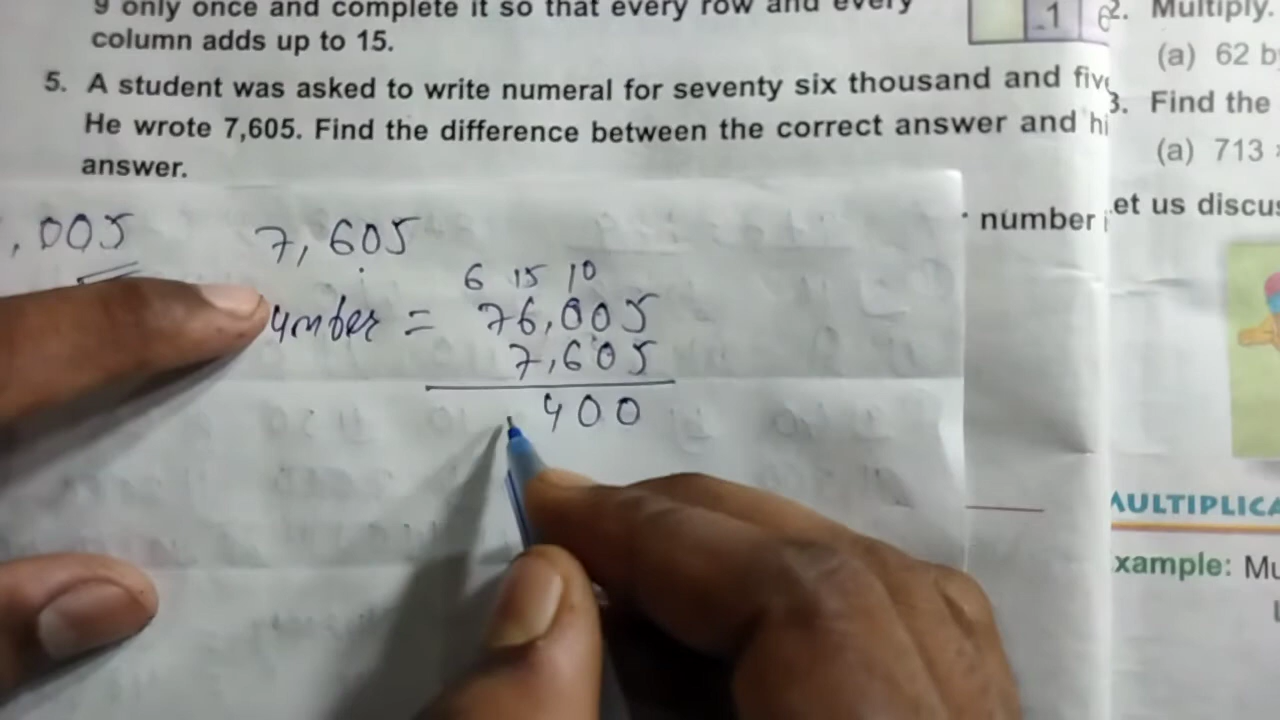 9 only once and complete it so that every row and every
column adds up to 15.
5. A student was asked to write numeral for seventy six thousand and five
He wrote 7,605. Find the difference between the correct answer and hi
answer.
,005 7,605
6 15 10
umber = 76,005
7,605
400
number
1 6
2. Multiply.
(a) 62 b
3. Find the
(a) 713
et us discus
ULTIPLICA
xample: Mu